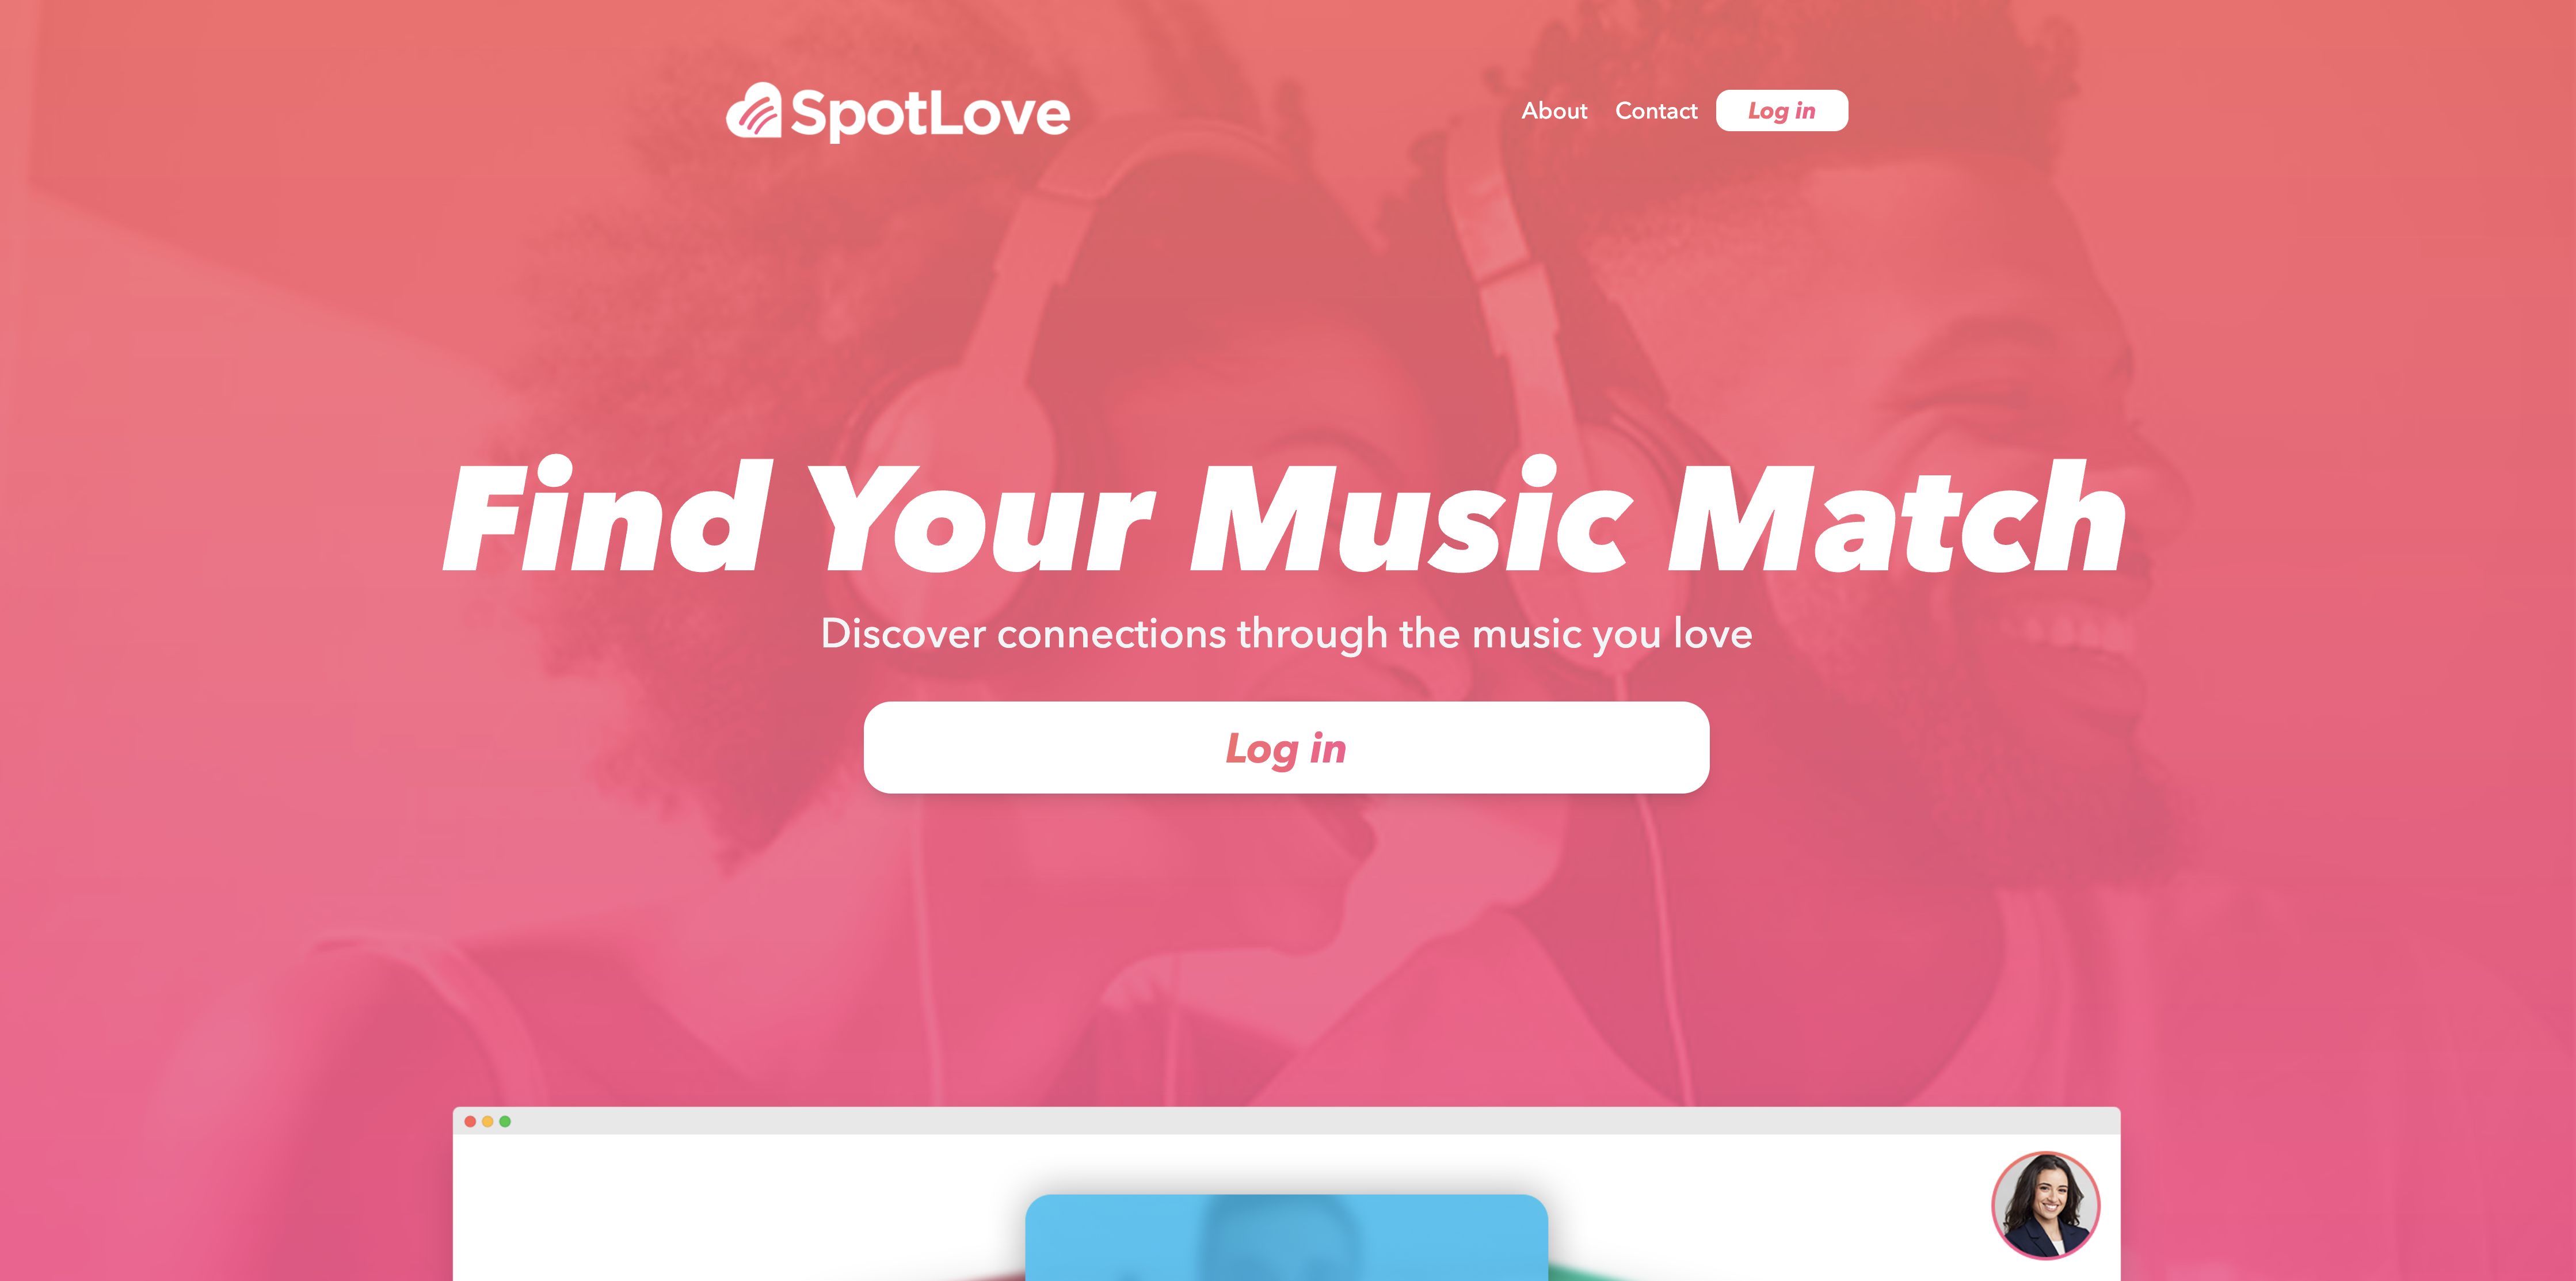 SpotLove
About Contact Log in
Find Your Music Match
Discover connections through the music you love
Log in